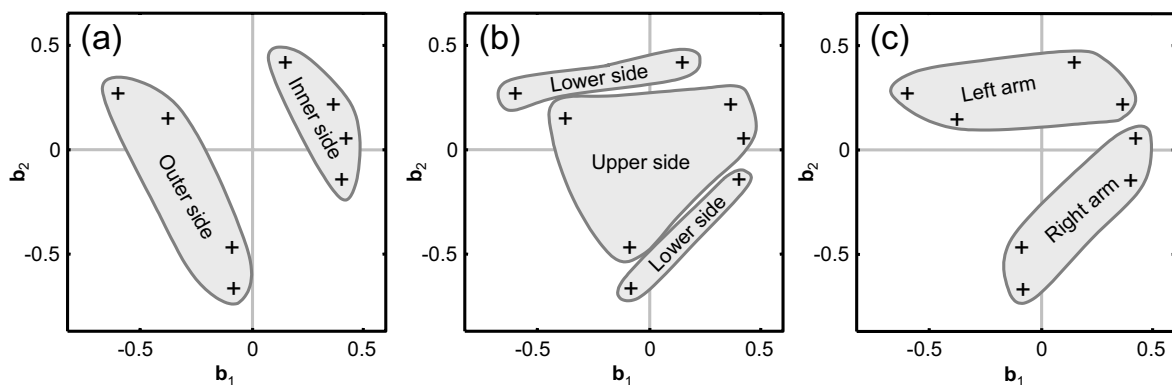 (a)
0.5
0
-0.5
b2
Inner side
Outer side
-0.5
0
0.5
b1
(b)
0.5
0
-0.5
b2
Lower side
Upper side
Lower side
-0.5
0
0.5
b1
(c)
0.5
0
-0.5
b2
Left arm
Right arm
-0.5
0
0.5
b1